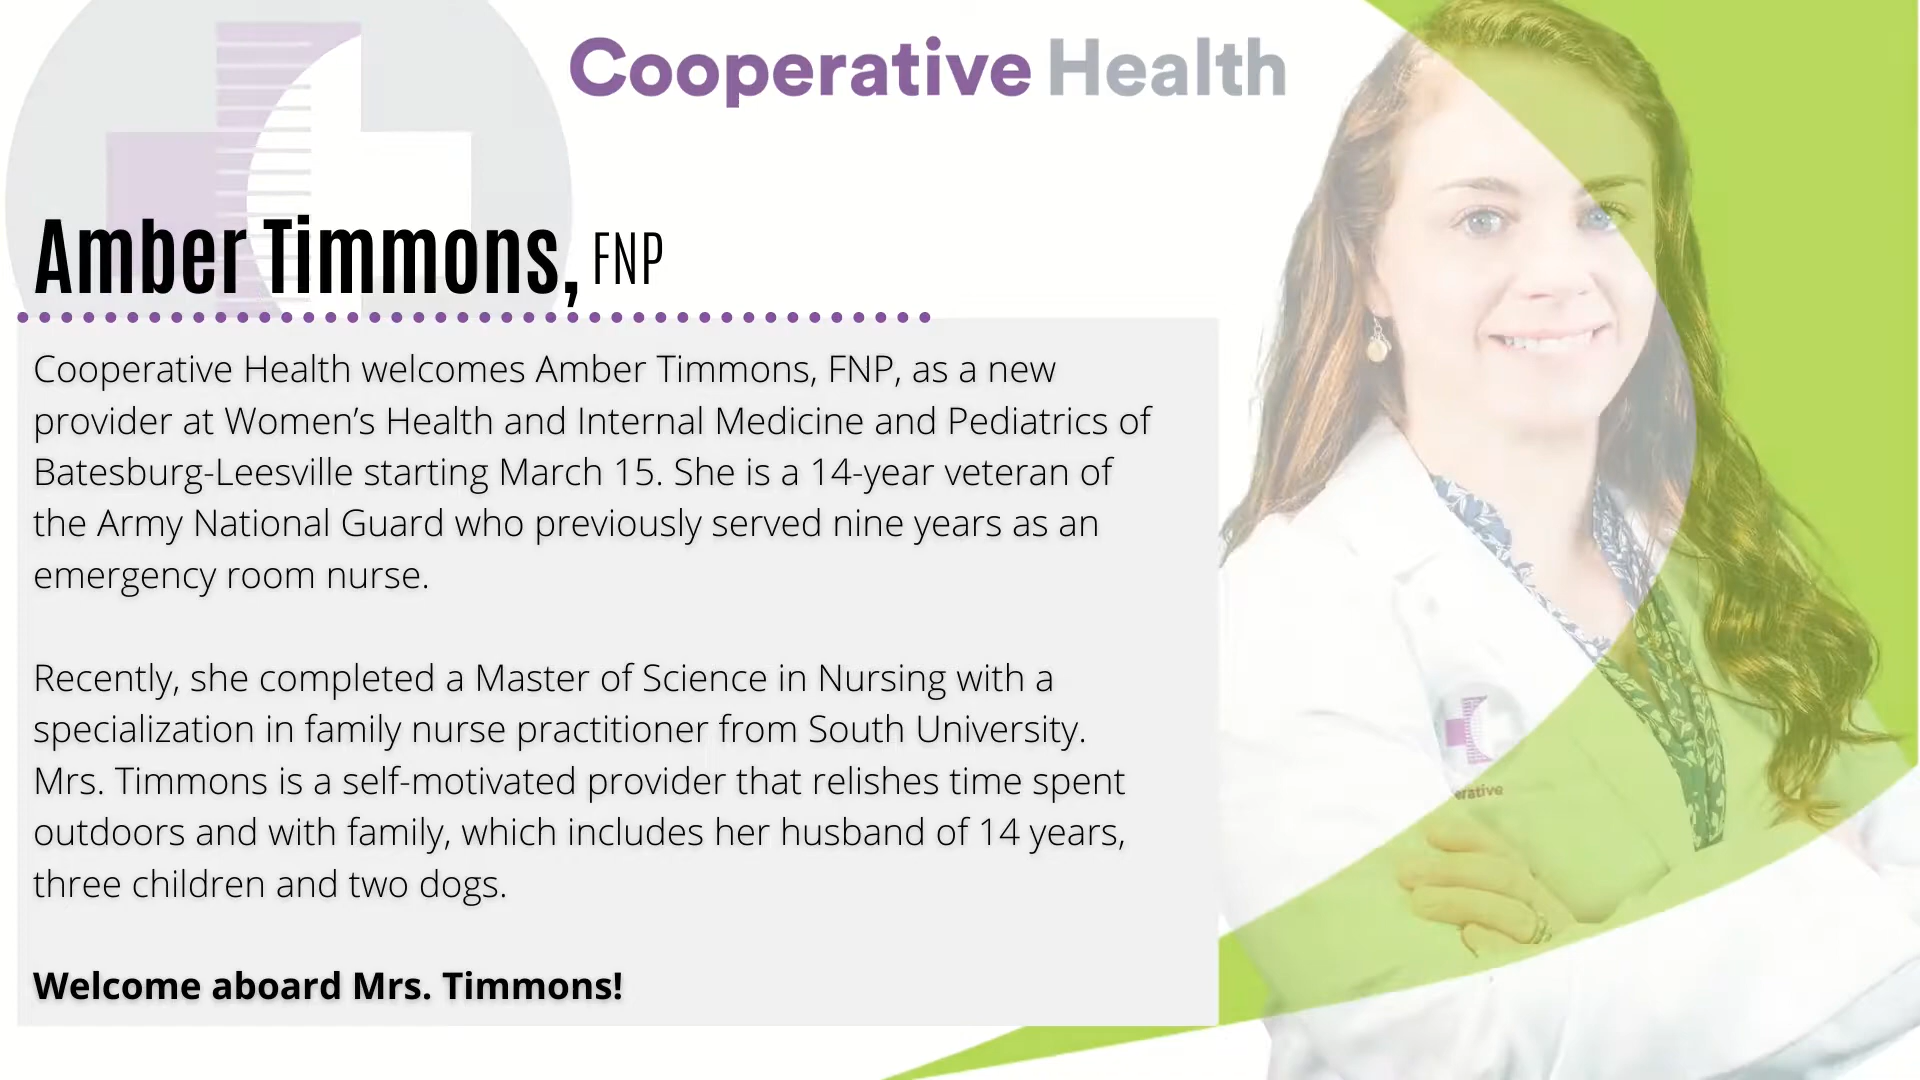 Cooperative Health
Amber Timmons, FNP
Cooperative Health welcomes Amber Timmons, FNP, as a new
provider at Women’s Health and Internal Medicine and Pediatrics of
Batesburg-Leesville starting March 15. She is a 14-year veteran of
the Army National Guard who previously served nine years as an
emergency room nurse.
Recently, she completed a Master of Science in Nursing with a
specialization in family nurse practitioner from South University.
Mrs. Timmons is a self-motivated provider that relishes time spent
outdoors and with family, which includes her husband of 14 years,
three children and two dogs.
Welcome aboard Mrs. Timmons!
erative